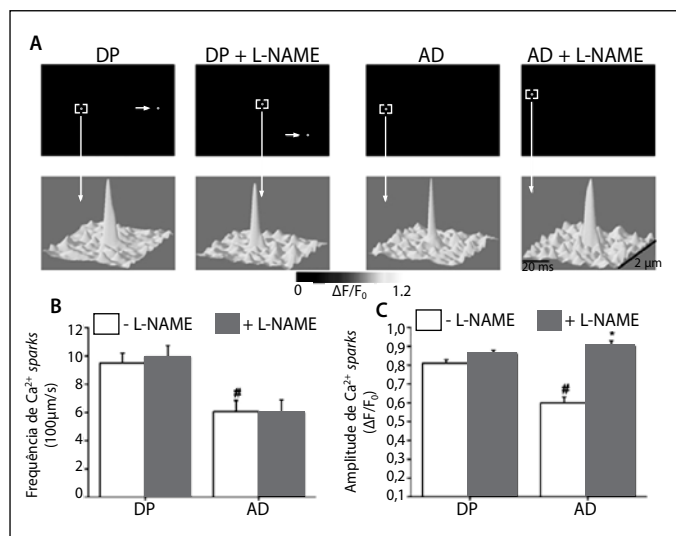 A
DP
DP + L-NAME
AD
AD + L-NAME
20 ms
2 µm
0
ΔF/F₀
1.2
B
- L-NAME
+ L-NAME
Frequência de Ca²⁺ sparks
(100µm/s)
12
10
8
6
4
2
0
#
DP
AD
C
- L-NAME
+ L-NAME
Amplitude de Ca²⁺ sparks
(ΔF/F₀)
1,0
0,9
0,8
0,7
0,6
0,5
0,4
0,3
0,2
0,1
#
*
DP
AD